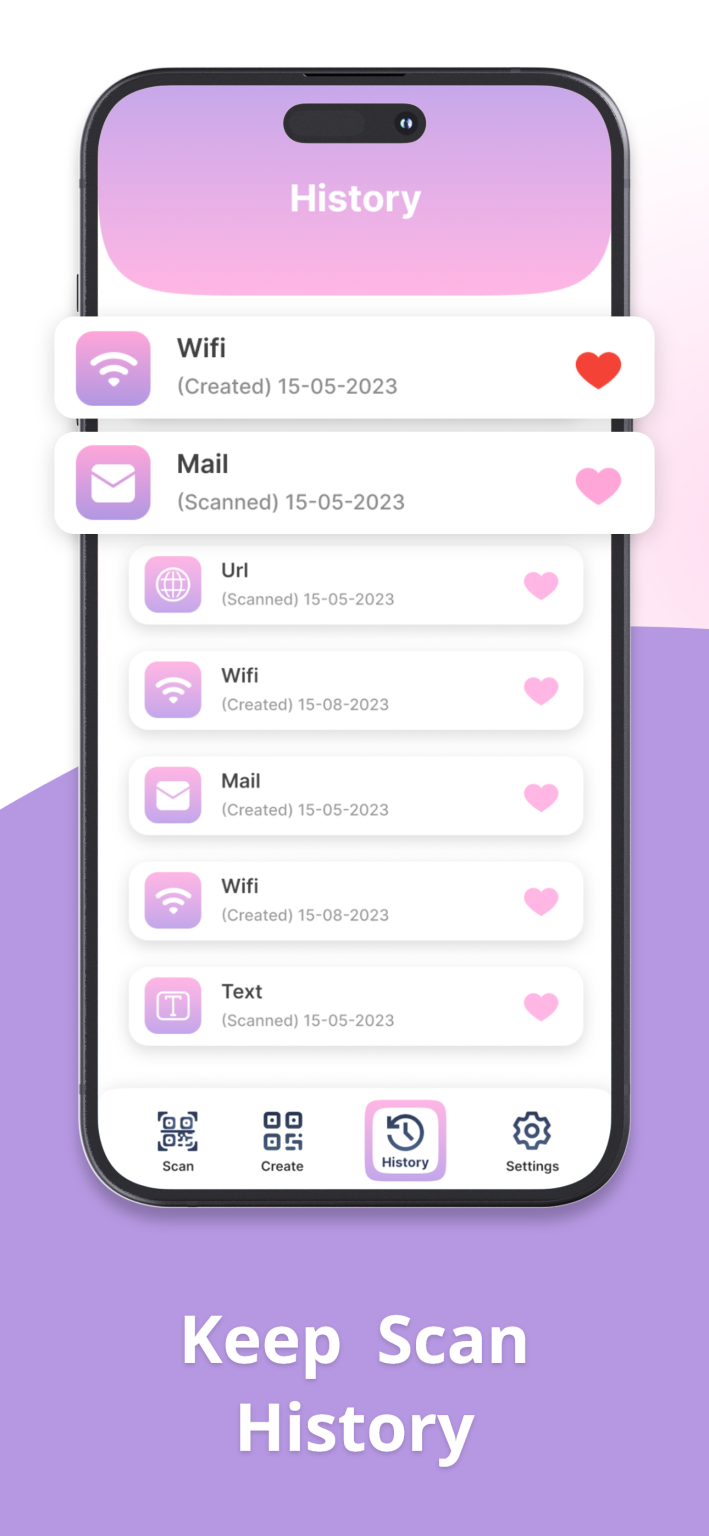 History
Wifi
(Created) 15-05-2023
Mail
(Scanned) 15-05-2023
Url
(Scanned) 15-05-2023
Wifi
(Created) 15-08-2023
Mail
(Created) 15-05-2023
Wifi
(Created) 15-08-2023
Text
(Scanned) 15-05-2023
Scan
Create
History
Settings
Keep Scan
History